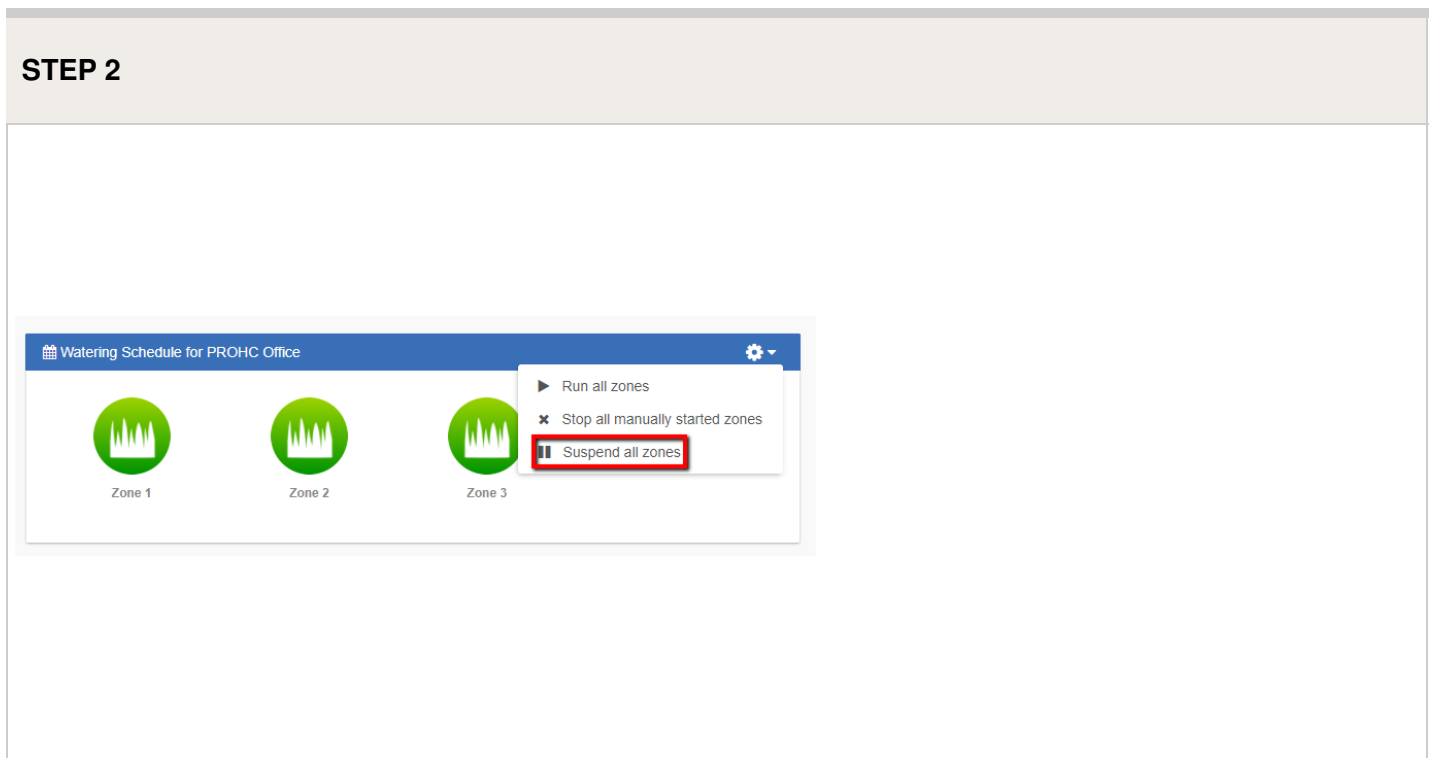 STEP 2
Watering Schedule for PROHC Office
Run all zones
Stop all manually started zones
Suspend all zones
Zone 1
Zone 2
Zone 3